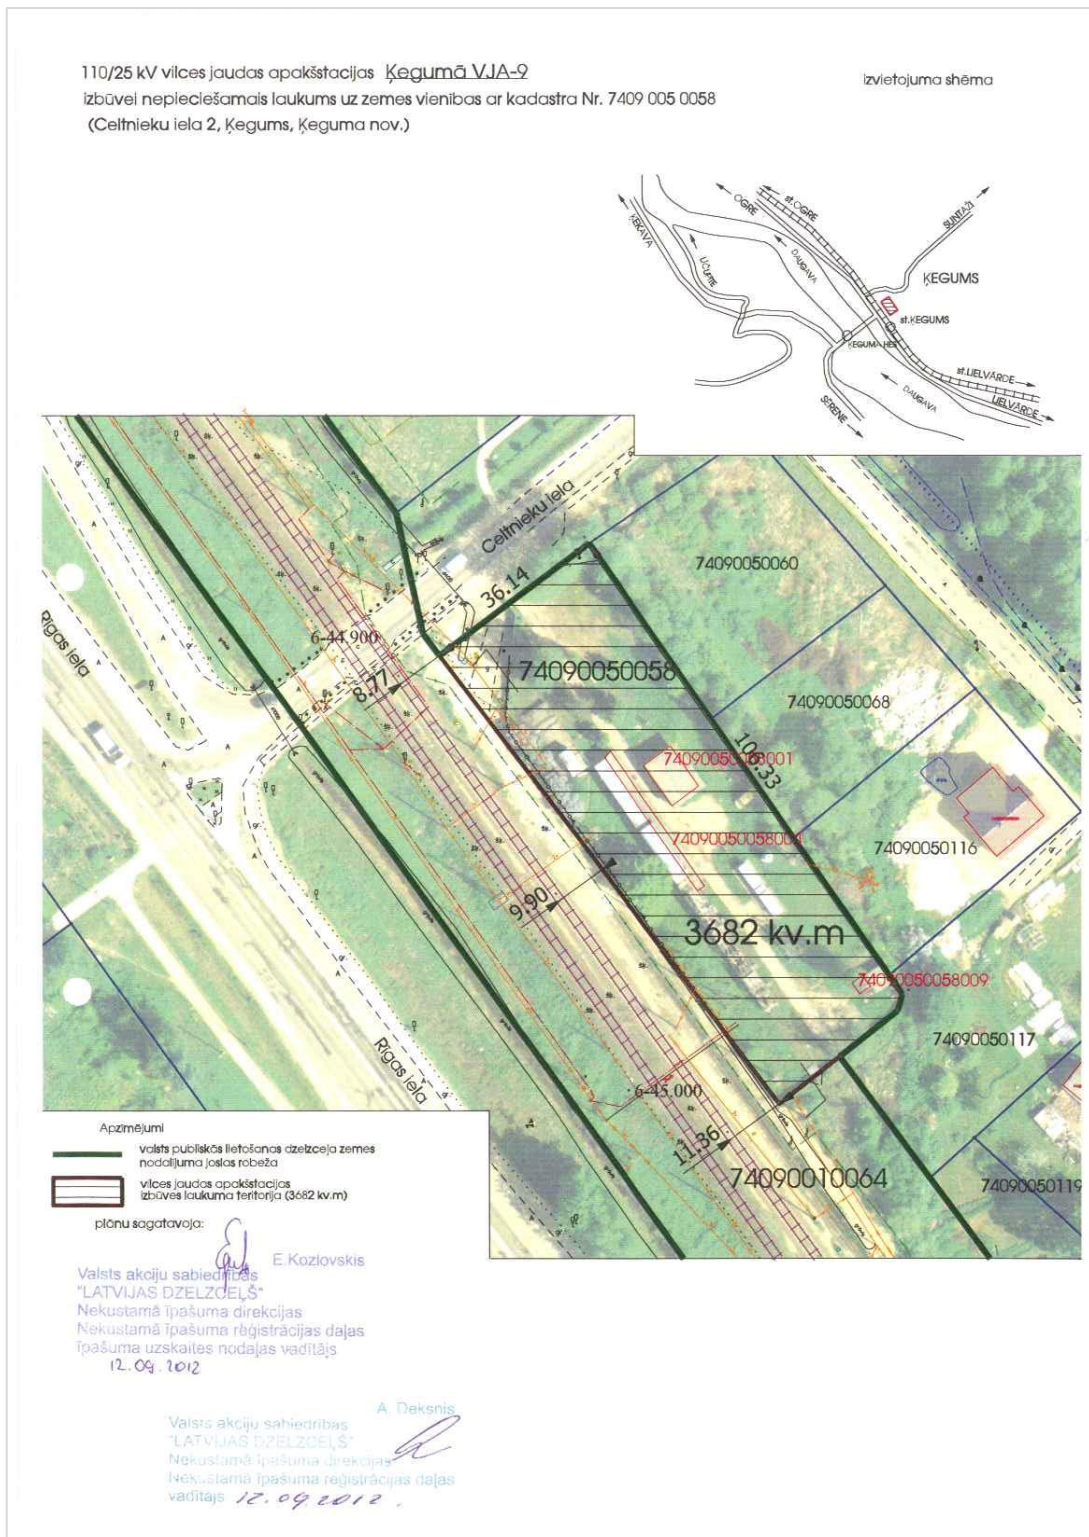 110/25 kV vilces jaudas apakšstacijas Ķegumā VJA-9
izbūvei nepieciešamais laukums uz zemes vienības ar kadastra Nr. 7409 005 0058
(Celtnieku iela 2, Ķegums, Ķeguma nov.)
izvietojuma shēma
ĶEKAVA
OGRE
st.OGRE
SUNTAŽI
DAUGAVA
ĶEGUMS
st.ĶEGUMS
ĶEGUMA HES
st.LIELVĀRDE
LIELVĀRDE
DAUGAVA
SĒRENE
Celtnieku iela
74090050060
36.14
6-44.900
Rīgas iela
8.77
74090050058
74090050068
74090050058001
74090050116
9.90
3682 kv.m
74090050058009
74090050117
Rīgas iela
6-45.000
11.36
74090010064
74090050119
Apzīmējumi
valsts publiskās lietošanas dzelzceļa zemes
nodalījuma joslas robeža
vilces jaudas apakšstacijas
izbūves laukuma teritorija (3682 kv.m)
plānu sagatavoja:
E.Kozlovskis
Valsts akciju sabiedrības
"LATVIJAS DZELZCEĻŠ"
Nekustamā īpašuma direkcijas
Nekustamā īpašuma reģistrācijas daļas
īpašuma uzskaites nodaļas vadītājs
12.09.2012
A. Deksnis
Valsts akciju sabiedrības
"LATVIJAS DZELZCEĻŠ"
Nekustamā īpašuma direkcijas
Nekustamā īpašuma reģistrācijas daļas
vadītājs 12.09.2012.